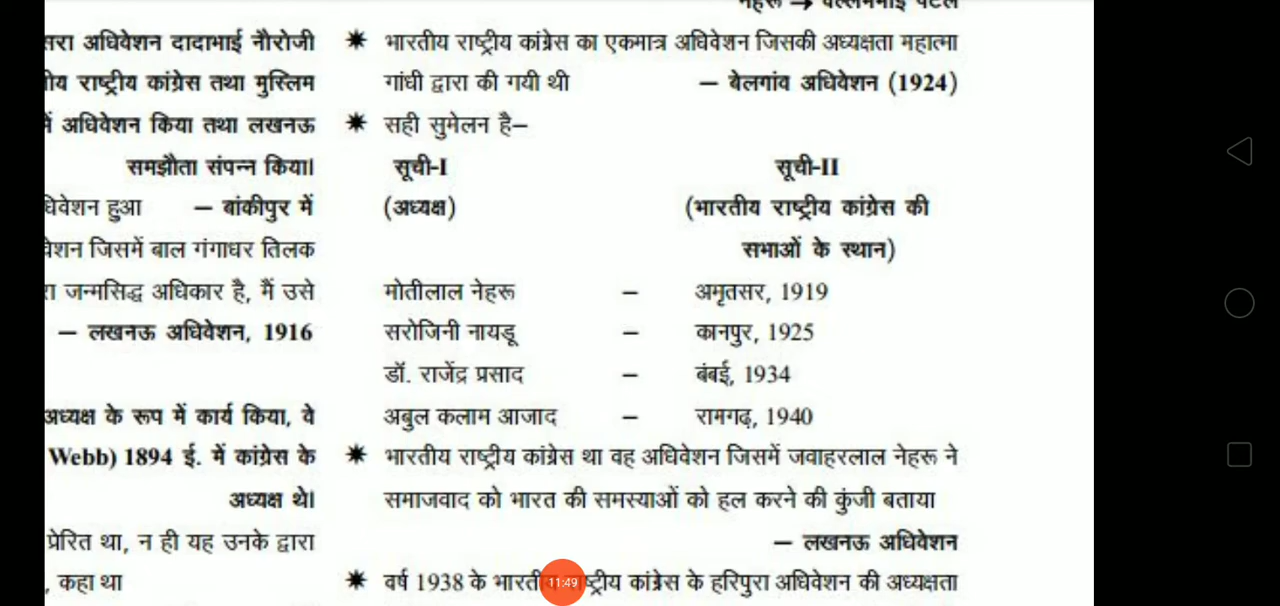 नेहरू → वल्लभभाई पटेल
सरा अधिवेशन दादाभाई नौरोजी
ीय राष्ट्रीय कांग्रेस तथा मुस्लिम
में अधिवेशन किया तथा लखनऊ
समझौता संपन्न किया।
धिवेशन हुआ – बांकीपुर में
वेशन जिसमें बाल गंगाधर तिलक
रा जन्मसिद्ध अधिकार है, मैं उसे
– लखनऊ अधिवेशन, 1916
अध्यक्ष के रूप में कार्य किया, वे
Webb) 1894 ई. में कांग्रेस के
अध्यक्ष थे।
प्रेरित था, न ही यह उनके द्वारा
, कहा था
✷ भारतीय राष्ट्रीय कांग्रेस का एकमात्र अधिवेशन जिसकी अध्यक्षता महात्मा
गांधी द्वारा की गयी थी – बेलगांव अधिवेशन (1924)
✷ सही सुमेलन है–
सूची-I सूची-II
(अध्यक्ष) (भारतीय राष्ट्रीय कांग्रेस की
सभाओं के स्थान)
मोतीलाल नेहरू – अमृतसर, 1919
सरोजिनी नायडू – कानपुर, 1925
डॉ. राजेंद्र प्रसाद – बंबई, 1934
अबुल कलाम आजाद – रामगढ़, 1940
✷ भारतीय राष्ट्रीय कांग्रेस था वह अधिवेशन जिसमें जवाहरलाल नेहरू ने
समाजवाद को भारत की समस्याओं को हल करने की कुंजी बताया
– लखनऊ अधिवेशन
✷ वर्ष 1938 के भारतीय राष्ट्रीय कांग्रेस के हरिपुरा अधिवेशन की अध्यक्षता
11:49